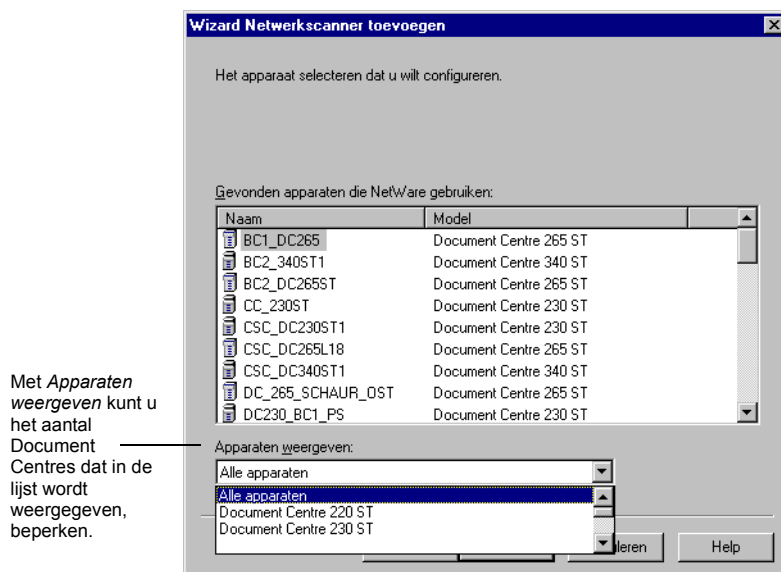 Wizard Netwerkscanner toevoegen
Het apparaat selecteren dat u wilt configureren.
Gevonden apparaten die NetWare gebruiken:
Naam Model
BC1_DC265 Document Centre 265 ST
BC2_340ST1 Document Centre 340 ST
BC2_DC265ST Document Centre 265 ST
CC_230ST Document Centre 230 ST
CSC_DC230ST1 Document Centre 230 ST
CSC_DC265L18 Document Centre 265 ST
CSC_DC340ST1 Document Centre 340 ST
DC_265_SCHAUR_OST Document Centre 265 ST
DC230_BC1_PS Document Centre 230 ST
Met Apparaten
weergeven kunt u
het aantal
Document
Centres dat in de
lijst wordt
weergegeven,
beperken.
Apparaten weergeven:
Alle apparaten
Alle apparaten
Document Centre 220 ST
Document Centre 230 ST
leren Help